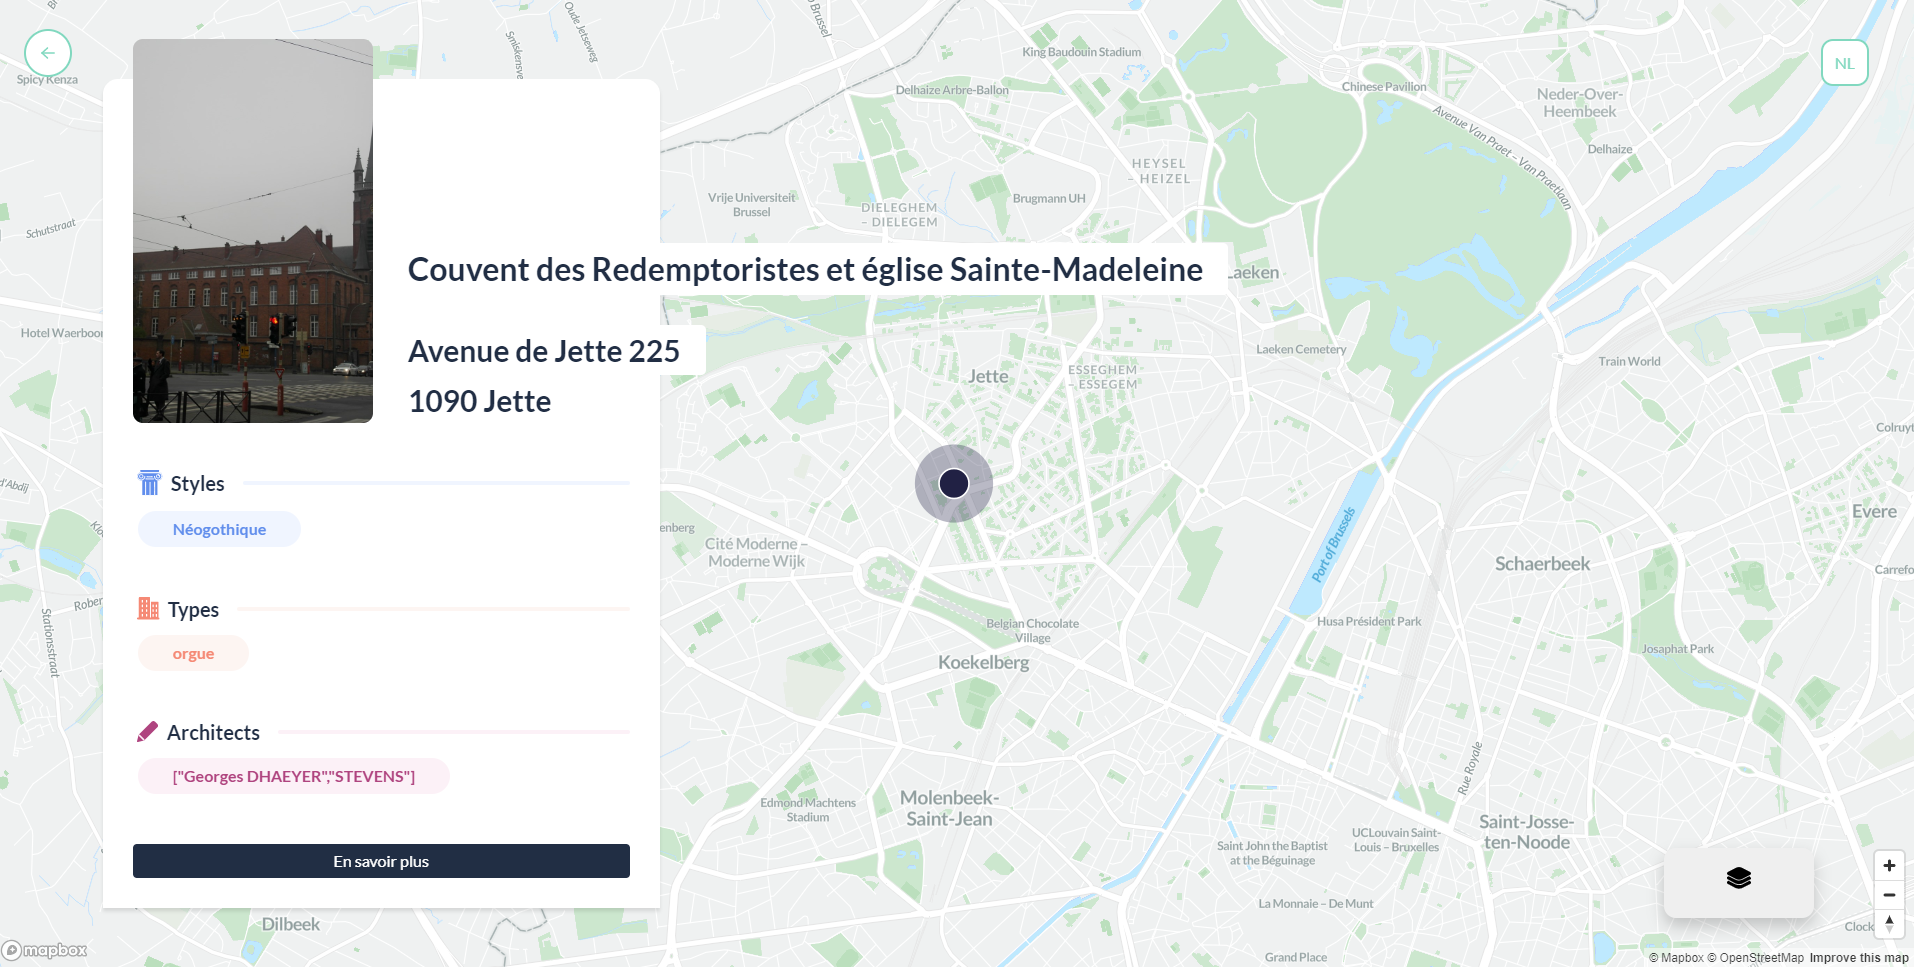 NL
Couvent des Redemptoristes et église Sainte-Madeleine
Avenue de Jette 225
1090 Jette
Styles
Néogothique
Types
orgue
Architects
["Georges DHAEYER","STEVENS"]
En savoir plus
Spicy Kenza
Oude Jetseweg
Schutstraat
Hotel Waerboom
Stationsstraat
Dilbeek
King Baudouin Stadium
Delhaize Arbre-Ballon
Chinese Pavilion
Neder-Over-
Heembeek
Avenue Van Praet – Van Praetlaan
Delhaize
HEYSEL
– HEIZEL
Vrije Universiteit
Brussel
DIELEGHEM
– DIELEGEM
Brugmann UH
Laeken
Laeken Cemetery
Train World
Jette
ESSEGHEM
– ESSEGEM
Colruyt
Evere
Port of Brussels
Cité Moderne –
Moderne Wijk
Schaerbeek
Carrefo
Belgian Chocolate
Village
Husa Président Park
Josaphat Park
Koekelberg
Rue Royale
Edmond Machtens
Stadium
Molenbeek-
Saint-Jean
Saint John the Baptist
at the Béguinage
UCLouvain Saint-
Louis – Bruxelles
Saint-Josse-
ten-Noode
La Monnaie – De Munt
Clock
Grand Place
mapbox
© Mapbox © OpenStreetMap Improve this map